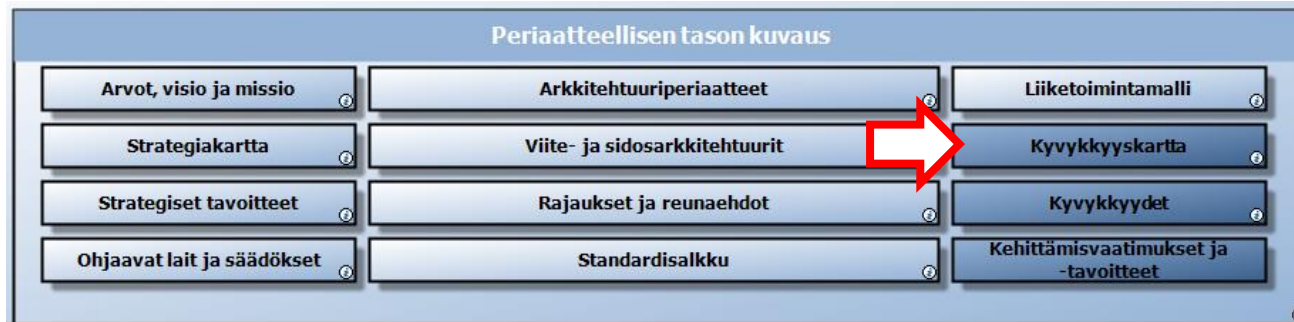 Periaatteellisen tason kuvaus
Arvot, visio ja missio
Arkkitehtuuriperiaatteet
Liiketoimintamalli
Strategiakartta
Viite- ja sidosarkkitehtuurit
Kyvykkyyskartta
Strategiset tavoitteet
Rajaukset ja reunaehdot
Kyvykkyydet
Ohjaavat lait ja säädökset
Standardisalkku
Kehittämisvaatimukset ja
-tavoitteet